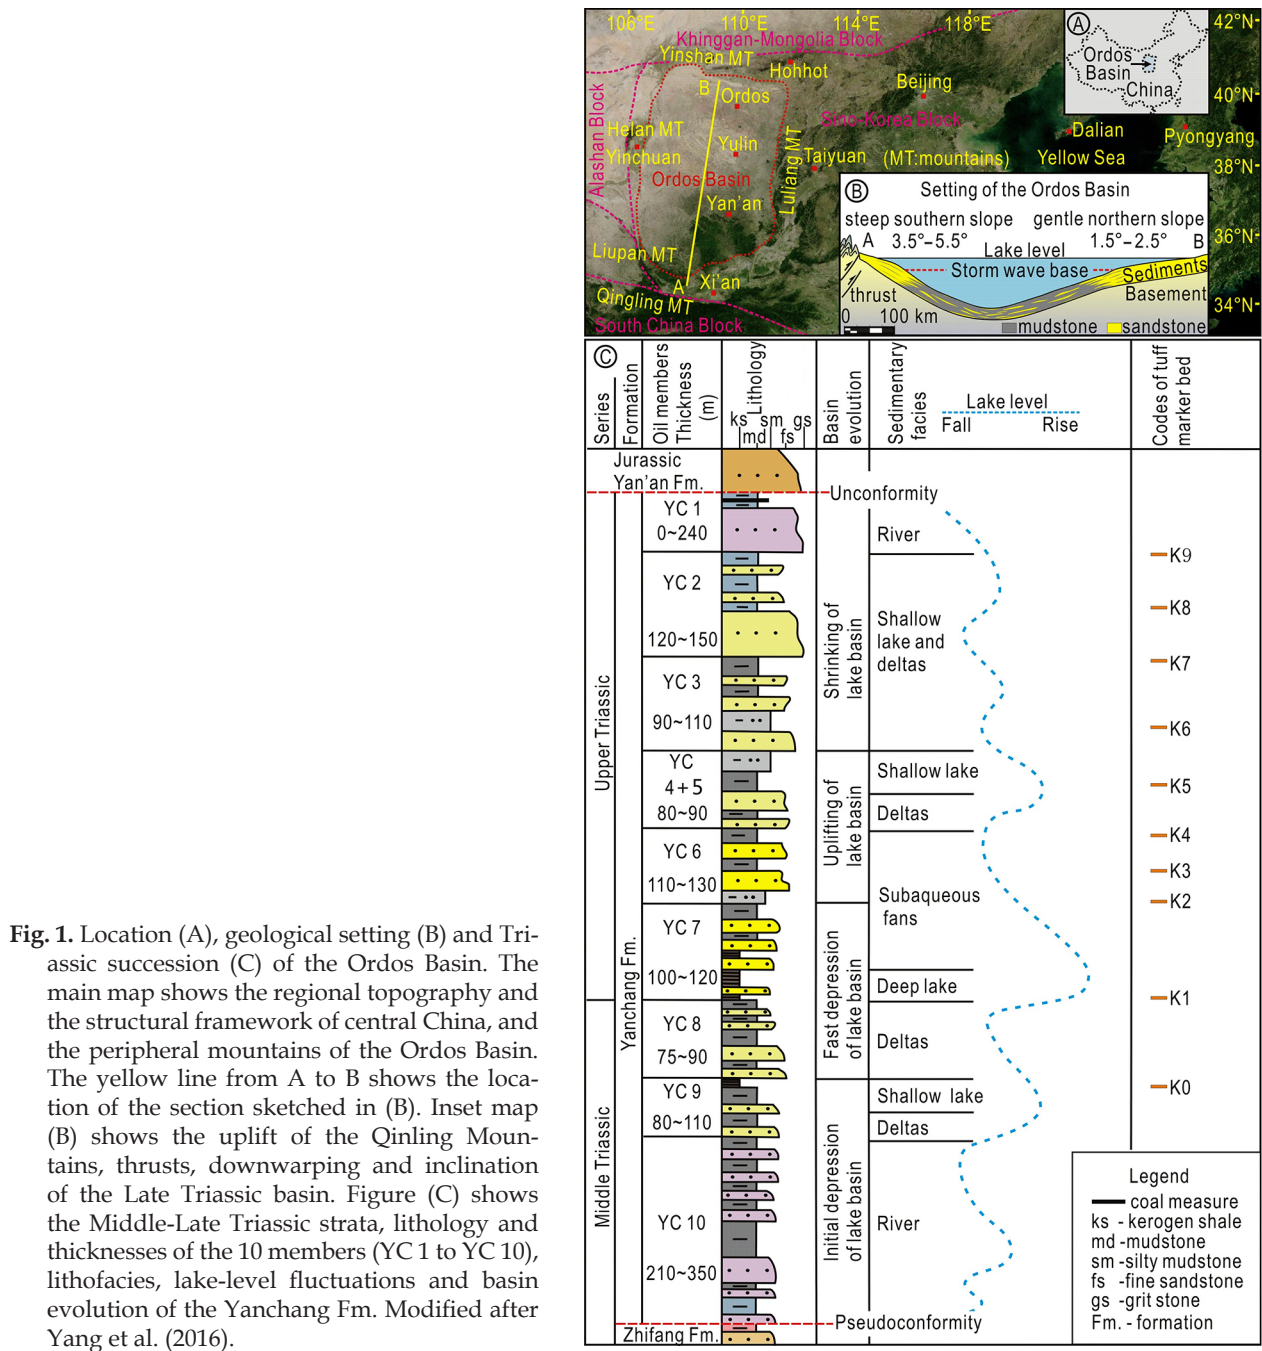 106°E
110°E
114°E
118°E
42°N
Khinggan-Mongolia Block
Yinshan MT
Hohhot
A
Ordos
Basin
China
B
Ordos
Beijing
40°N
Alashan Block
Helan MT
Yinchuan
Yulin
Sino-Korea Block
Dalian
Pyongyang
Luliang MT
Taiyuan
(MT:mountains)
Yellow Sea
38°N
Ordos Basin
Yan'an
B
Setting of the Ordos Basin
steep southern slope
gentle northern slope
A
3.5°–5.5°
Lake level
1.5°–2.5°
B
36°N
Storm wave base
Sediments
thrust
Basement
0
100 km
mudstone
sandstone
34°N
Liupan MT
A
Xi'an
Qingling MT
South China Block
C
Series
Formation
Oil members
Thickness
(m)
Lithology
ks
sm
gs
md
fs
Basin
evolution
Sedimentary
facies
Lake level
Fall
Rise
Codes of tuff
marker bed
Jurassic
Yan'an Fm.
Unconformity
Upper Triassic
Middle Triassic
Yanchang Fm.
YC 1
0~240
YC 2
120~150
YC 3
90~110
YC
4+5
80~90
YC 6
110~130
YC 7
100~120
YC 8
75~90
YC 9
80~110
YC 10
210~350
Zhifang Fm.
Shrinking of
lake basin
Uplifting of
lake basin
Fast depression
of lake basin
Initial depression
of lake basin
River
Shallow
lake and
deltas
Shallow lake
Deltas
Subaqueous
fans
Deep lake
Deltas
Shallow lake
Deltas
River
Pseudoconformity
K9
K8
K7
K6
K5
K4
K3
K2
K1
K0
Legend
coal measure
ks - kerogen shale
md -mudstone
sm -silty mudstone
fs -fine sandstone
gs - grit stone
Fm. - formation
Fig. 1. Location (A), geological setting (B) and Tri-
assic succession (C) of the Ordos Basin. The
main map shows the regional topography and
the structural framework of central China, and
the peripheral mountains of the Ordos Basin.
The yellow line from A to B shows the loca-
tion of the section sketched in (B). Inset map
(B) shows the uplift of the Qinling Moun-
tains, thrusts, downwarping and inclination
of the Late Triassic basin. Figure (C) shows
the Middle-Late Triassic strata, lithology and
thicknesses of the 10 members (YC 1 to YC 10),
lithofacies, lake-level fluctuations and basin
evolution of the Yanchang Fm. Modified after
Yang et al. (2016).